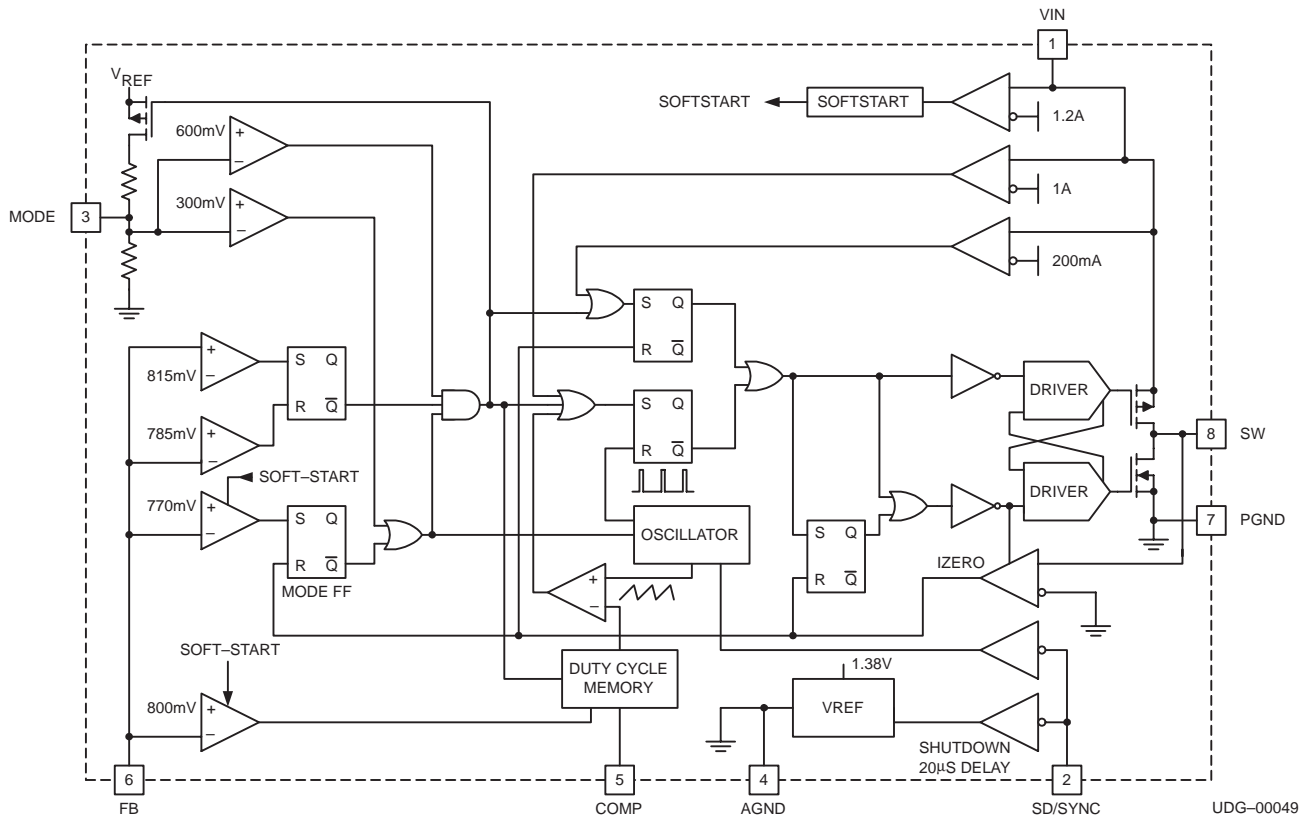 VIN
1
VREF
SOFTSTART
SOFTSTART
1.2A
600mV
+
–
1A
300mV
+
–
MODE
3
200mA
S
Q
R
Q
815mV
+
–
S
Q
R
Q
785mV
+
–
S
Q
R
Q
DRIVER
8
SW
SOFT–START
770mV
+
–
DRIVER
S
Q
R
Q
MODE FF
OSCILLATOR
S
Q
R
Q
7
PGND
IZERO
+
–
SOFT–START
DUTY CYCLE
MEMORY
1.38V
VREF
800mV
+
–
SHUTDOWN
20µS DELAY
6
5
4
2
FB
COMP
AGND
SD/SYNC
UDG–00049